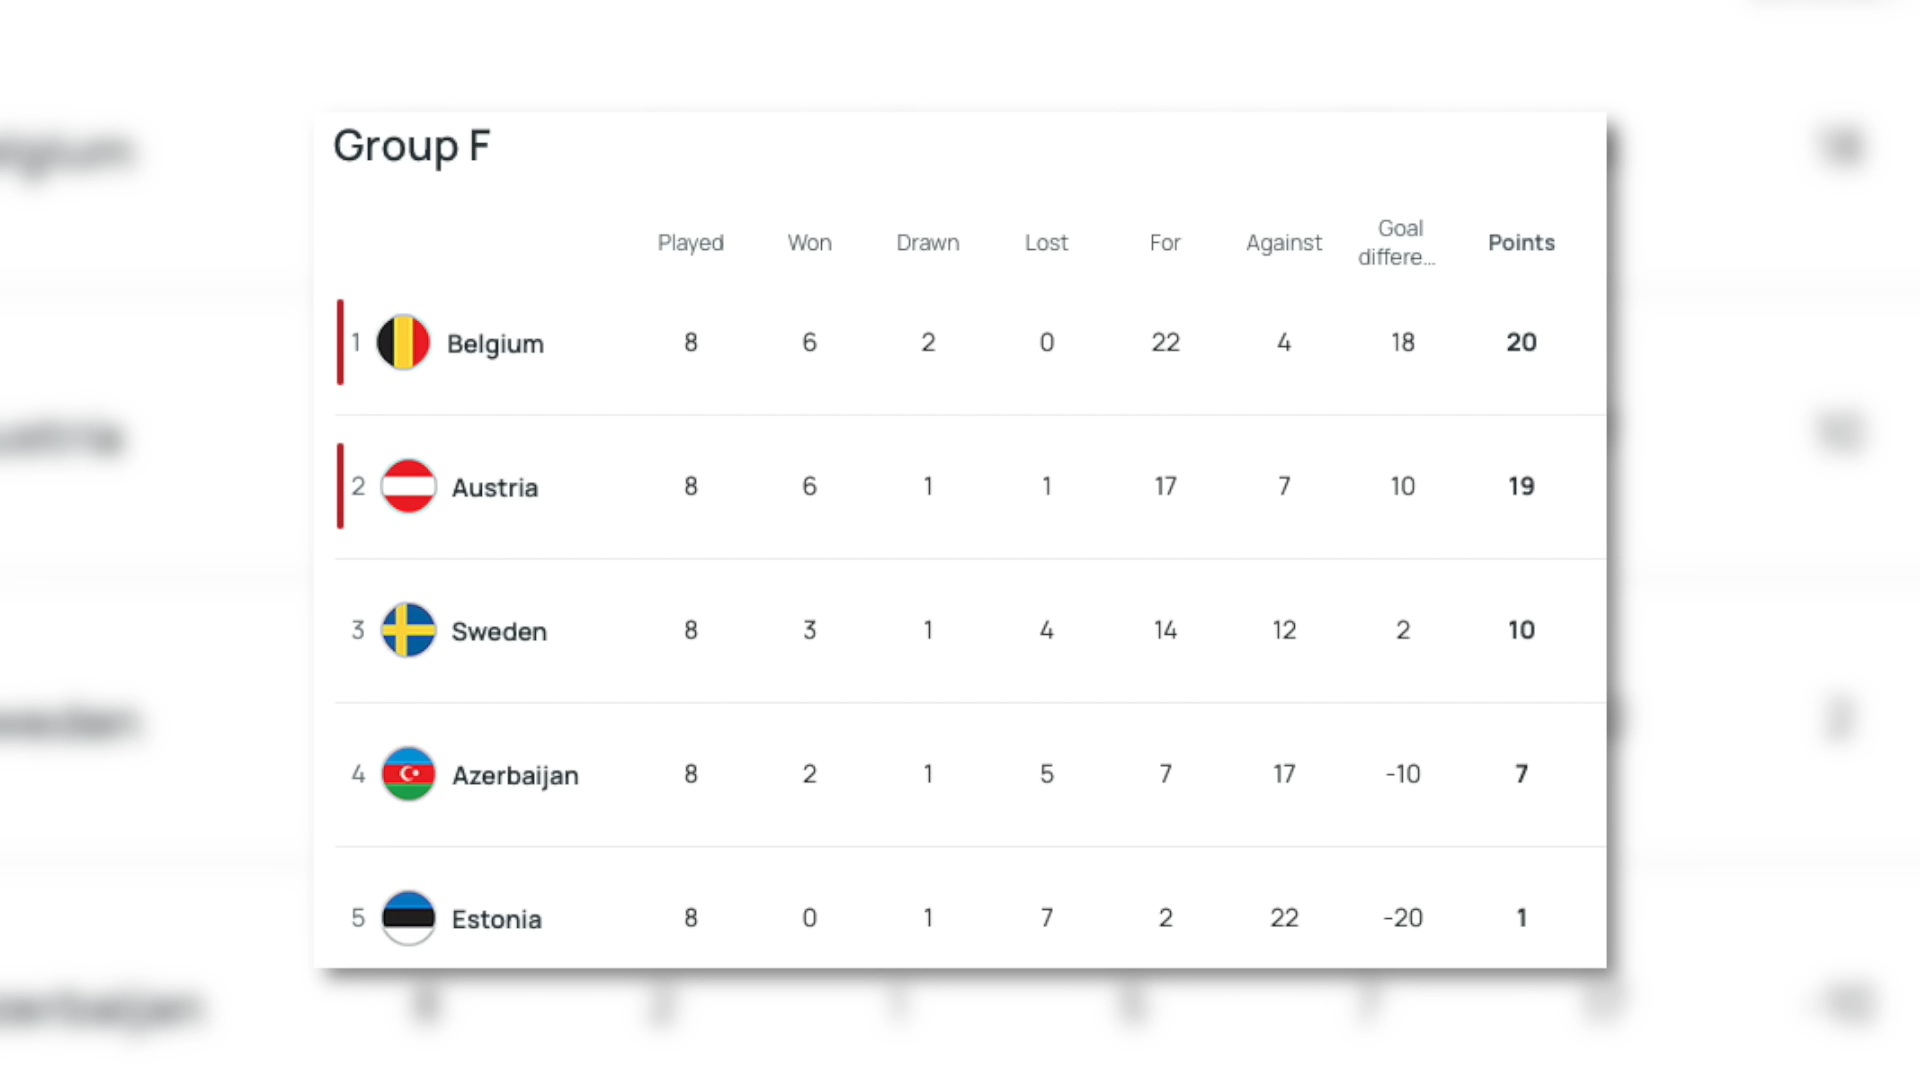 Group F
Played Won Drawn Lost For Against Goal differe... Points
1 Belgium 8 6 2 0 22 4 18 20
2 Austria 8 6 1 1 17 7 10 19
3 Sweden 8 3 1 4 14 12 2 10
4 Azerbaijan 8 2 1 5 7 17 -10 7
5 Estonia 8 0 1 7 2 22 -20 1